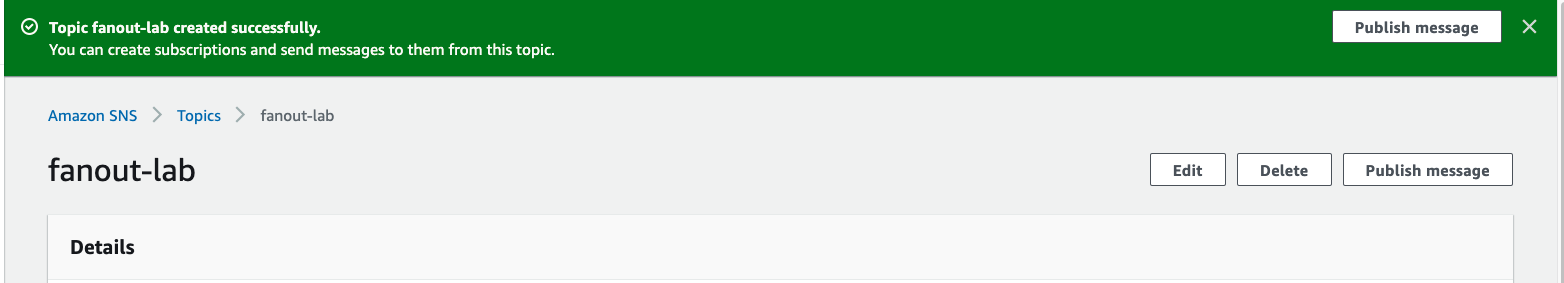 Topic fanout-lab created successfully.
You can create subscriptions and send messages to them from this topic.
Publish message
Amazon SNS
Topics
fanout-lab
fanout-lab
Edit
Delete
Publish message
Details